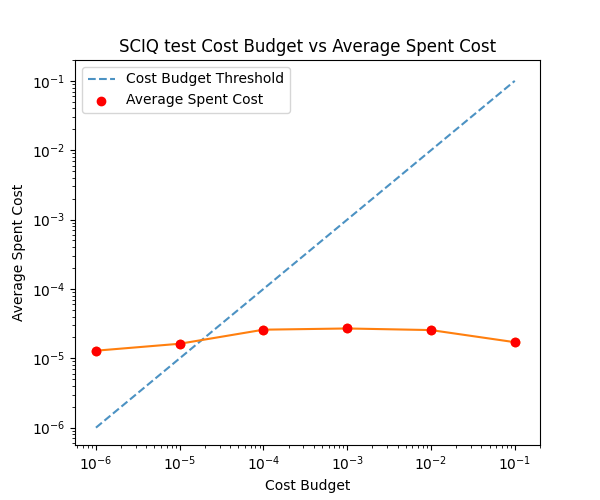 SCIQ test Cost Budget vs Average Spent Cost
Cost Budget Threshold
Average Spent Cost
Average Spent Cost
10⁻¹
10⁻²
10⁻³
10⁻⁴
10⁻⁵
10⁻⁶
10⁻⁶ 10⁻⁵ 10⁻⁴ 10⁻³ 10⁻² 10⁻¹
Cost Budget